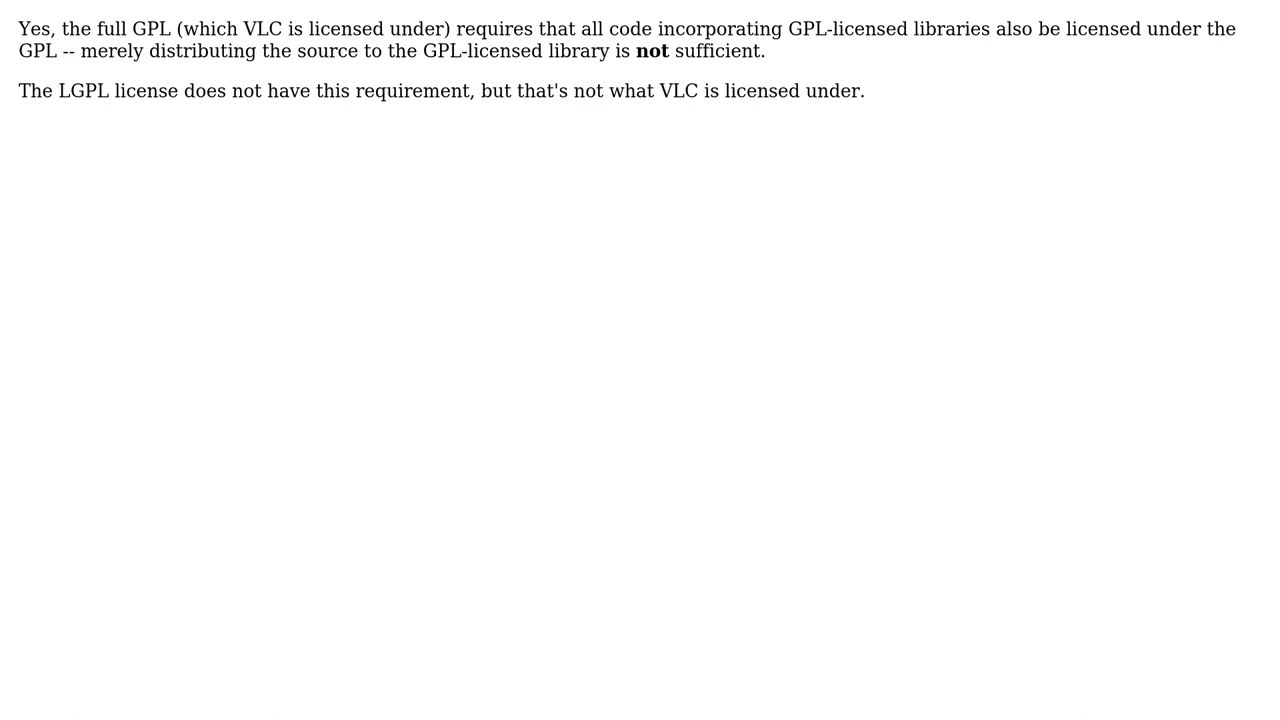 Yes, the full GPL (which VLC is licensed under) requires that all code incorporating GPL-licensed libraries also be licensed under the
GPL -- merely distributing the source to the GPL-licensed library is not sufficient.
The LGPL license does not have this requirement, but that's not what VLC is licensed under.